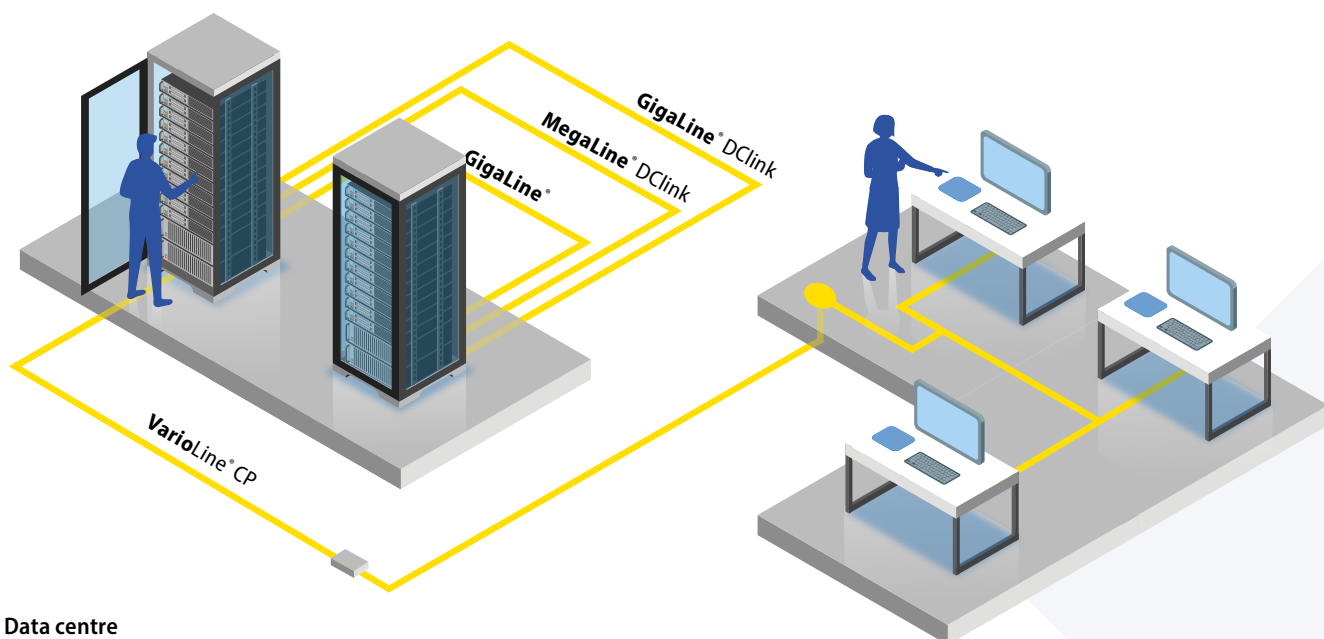 GigaLine® DClink
MegaLine® DClink
GigaLine®
VarioLine® CP
Data centre